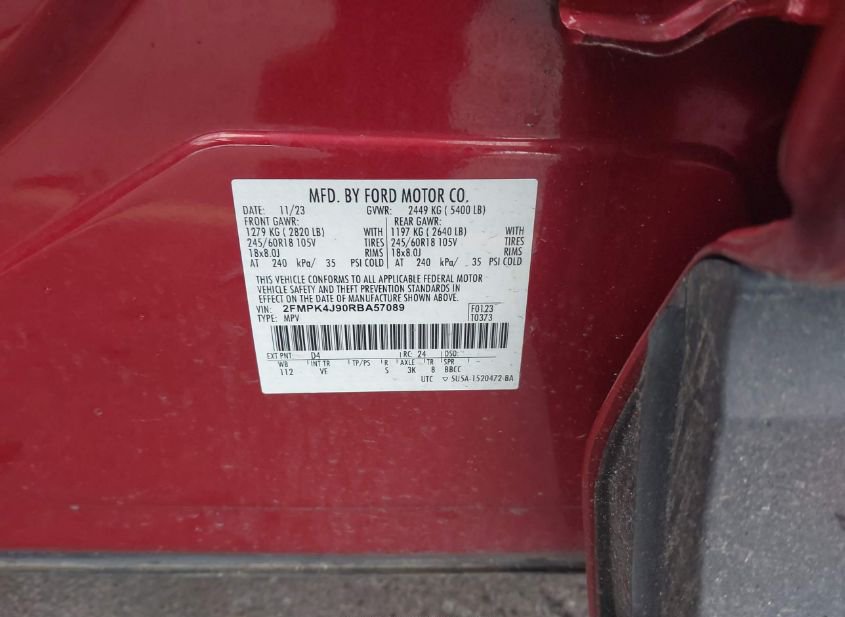 MFD. BY FORD MOTOR CO.
DATE: 11/23 GVWR: 2449 KG ( 5400 LB)
FRONT GAWR: REAR GAWR:
1279 KG ( 2820 LB) WITH 1197 KG ( 2640 LB) WITH
245/60R18 105V TIRES 245/60R18 105V TIRES
18x8.0J RIMS 18x8.0J RIMS
AT 240 kPa/ 35 PSI COLD AT 240 kPa/ 35 PSI COLD
THIS VEHICLE CONFORMS TO ALL APPLICABLE FEDERAL MOTOR
VEHICLE SAFETY AND THEFT PREVENTION STANDARDS IN
EFFECT ON THE DATE OF MANUFACTURE SHOWN ABOVE.
VIN: 2FMPK4J90RBA57089 F0123
TYPE: MPV T0373
EXT PNT: D4 RC: 24 DSO:
WB INT TR TP/PS R AXLE TR SPR
112 VE S 3K 8 BBCC
UTC ▽ 5U5A-1520472-BA